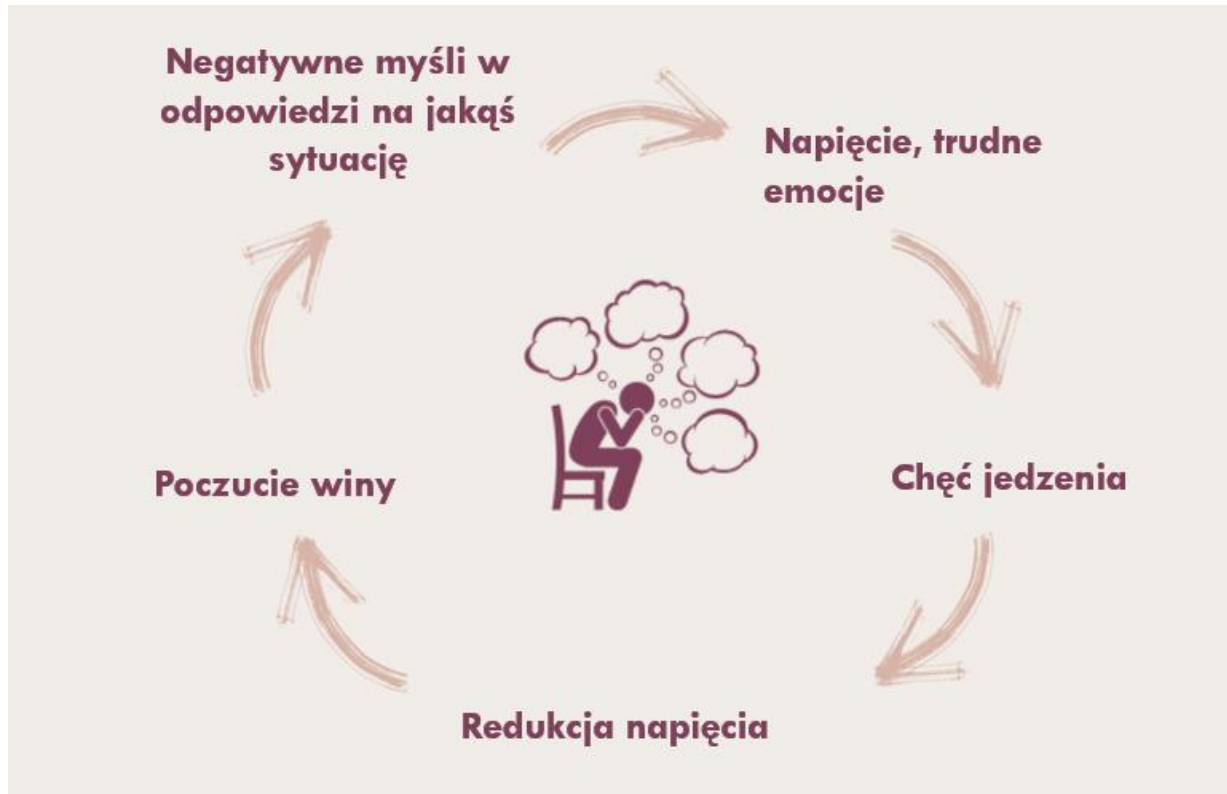 Negatywne myśli w
odpowiedzi na jakąś
sytuację
Napięcie, trudne
emocje
Chęć jedzenia
Redukcja napięcia
Poczucie winy